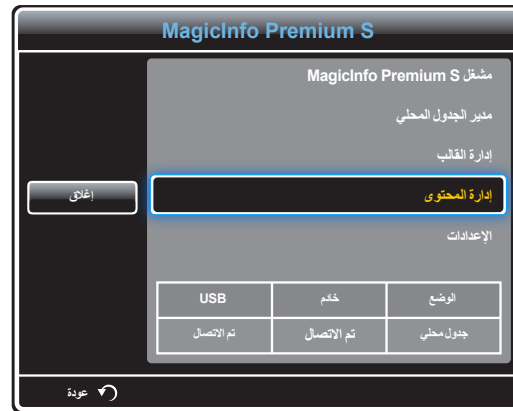 MagicInfo Premium S
مشغل MagicInfo Premium S
مدير الجدول المحلي
إدارة القالب
إدارة المحتوى
إغلاق
الإعدادات
الوضع خادم USB
جدول محلي تم الاتصال تم الاتصال
عودة